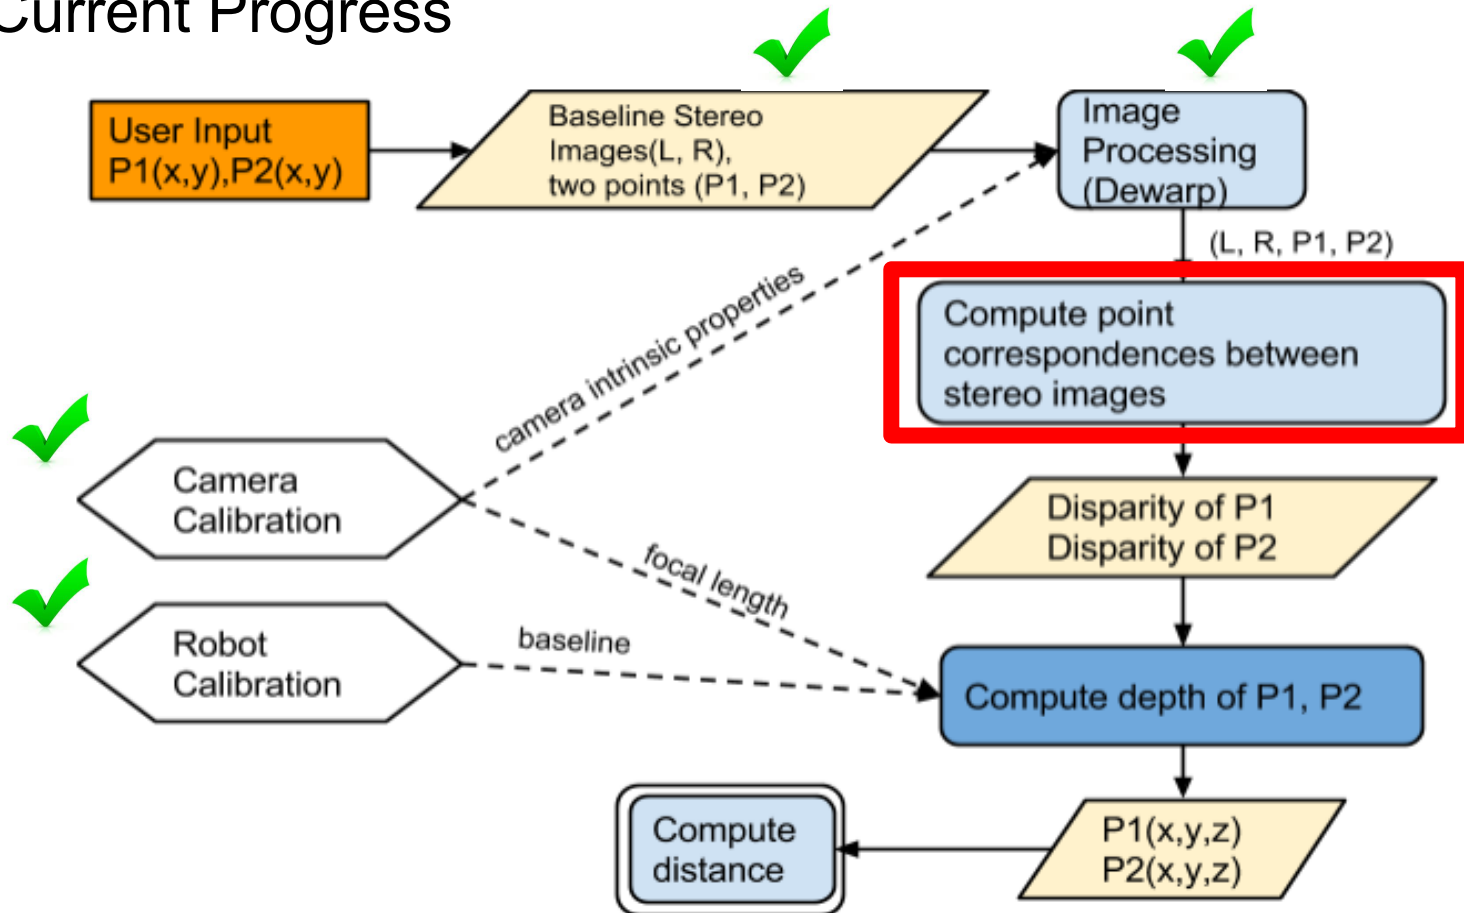 Current Progress
User Input
P1(x,y),P2(x,y)
Baseline Stereo
Images(L, R),
two points (P1, P2)
Image
Processing
(Dewarp)
(L, R, P1, P2)
camera intrinsic properties
Compute point
correspondences between
stereo images
Camera
Calibration
Disparity of P1
Disparity of P2
focal length
Robot
Calibration
baseline
Compute depth of P1, P2
Compute
distance
P1(x,y,z)
P2(x,y,z)